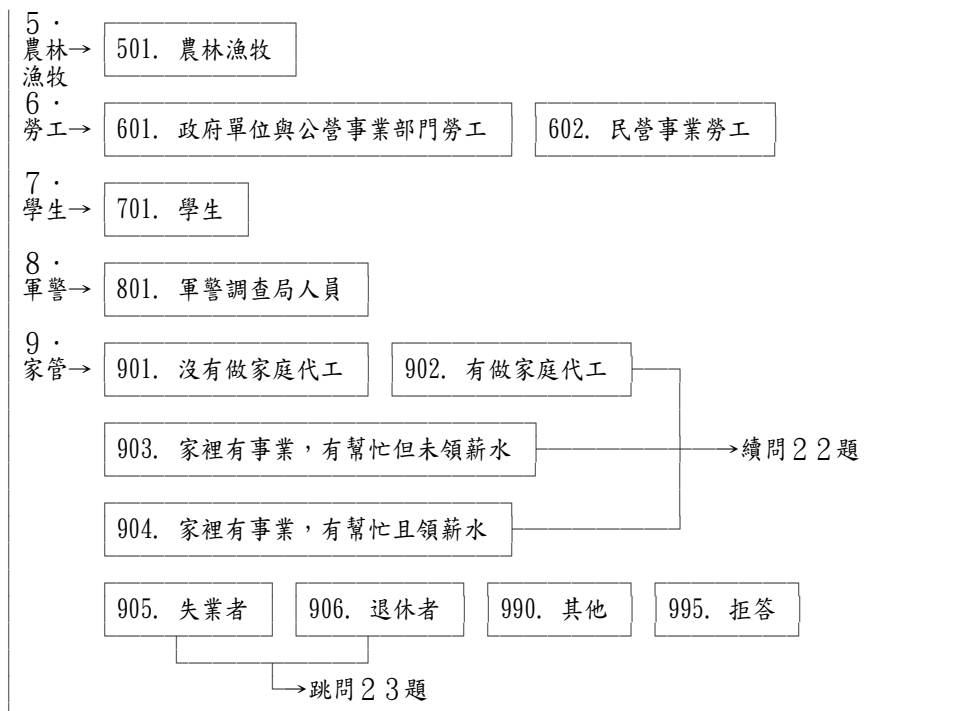 5．
農林→ 501. 農林漁牧
漁牧
6．
勞工→ 601. 政府單位與公營事業部門勞工 602. 民營事業勞工
7．
學生→ 701. 學生
8．
軍警→ 801. 軍警調查局人員
9．
家管→ 901. 沒有做家庭代工 902. 有做家庭代工
903. 家裡有事業，有幫忙但未領薪水 →續問２２題
904. 家裡有事業，有幫忙且領薪水
905. 失業者 906. 退休者 990. 其他 995. 拒答
→跳問２３題